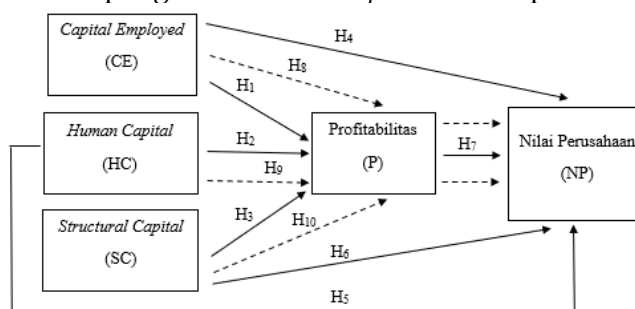 Capital Employed
(CE)
H4
H8
H1
Human Capital
(HC)
H2
H9
Profitabilitas
(P)
H7
Nilai Perusahaan
(NP)
Structural Capital
(SC)
H3
H10
H6
H5